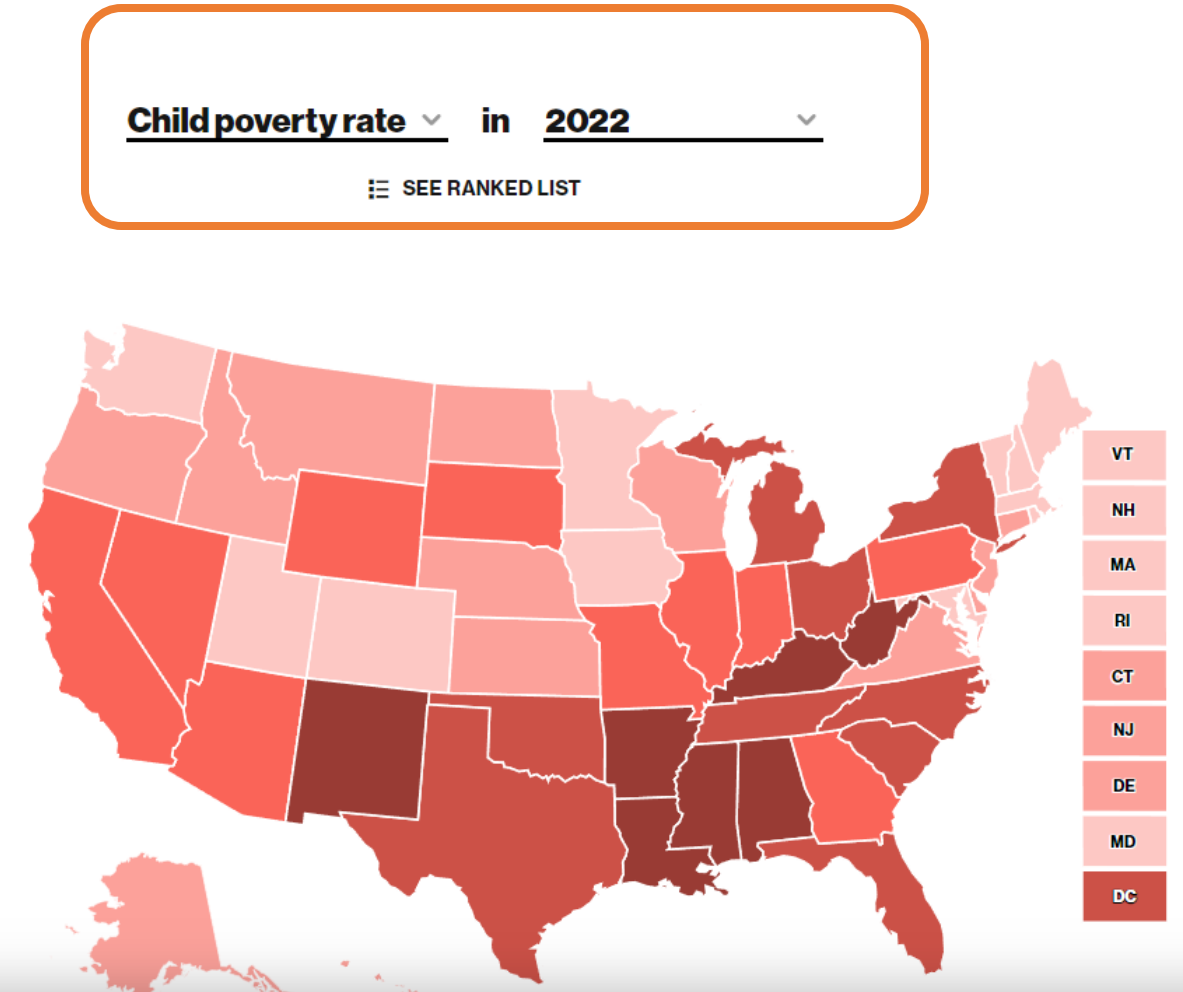 Child poverty rate in 2022
SEE RANKED LIST
VT
NH
MA
RI
CT
NJ
DE
MD
DC